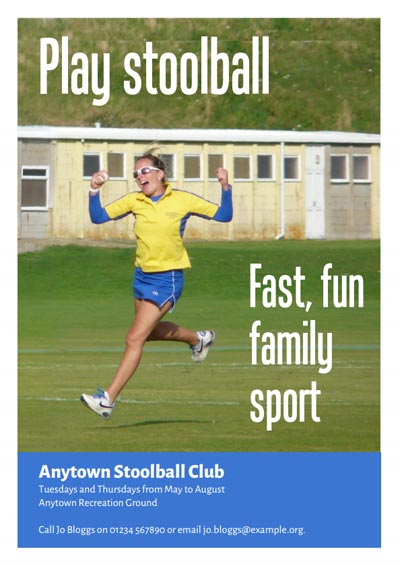 Play stoolball
Fast, fun
family
sport
Anytown Stoolball Club
Tuesdays and Thursdays from May to August
Anytown Recreation Ground
Call Jo Bloggs on 01234 567890 or email jo.bloggs@example.org.